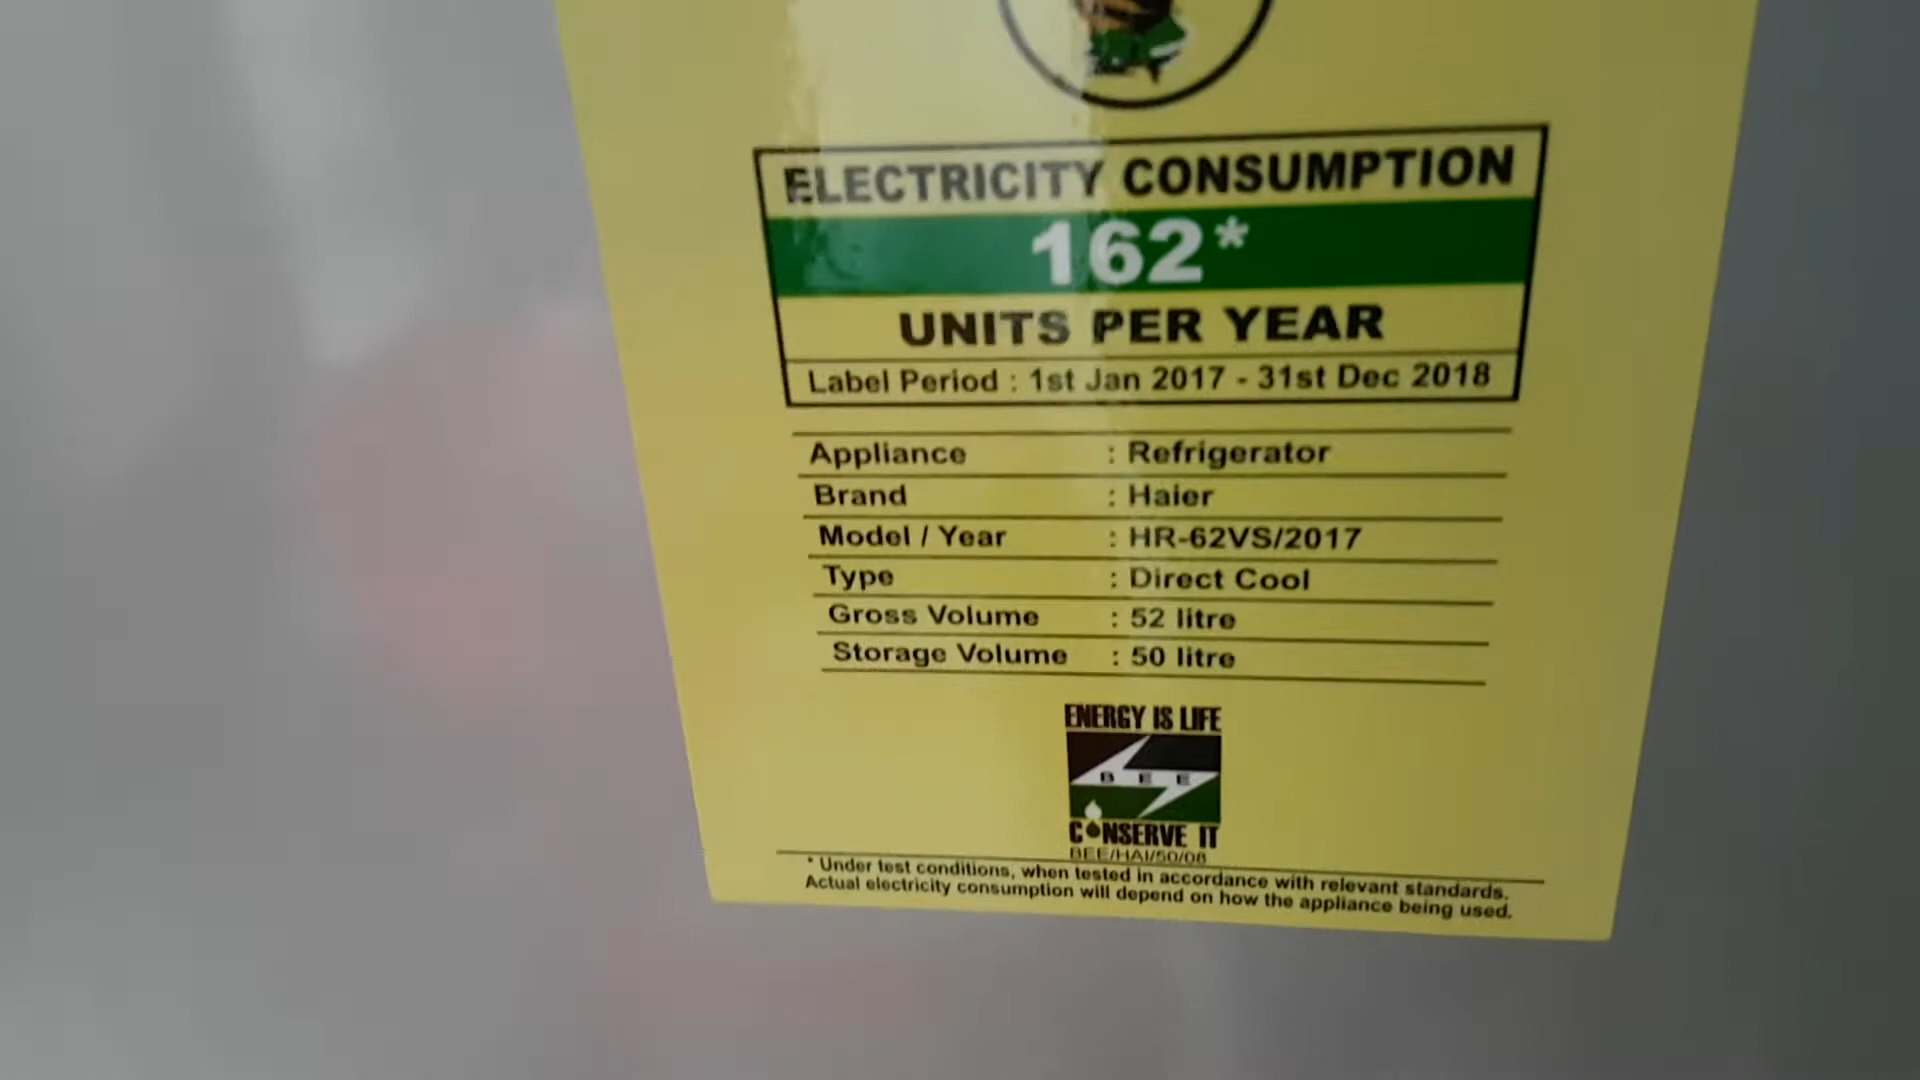 ELECTRICITY CONSUMPTION
162*
UNITS PER YEAR
Label Period : 1st Jan 2017 - 31st Dec 2018
Appliance : Refrigerator
Brand : Haier
Model / Year : HR-62VS/2017
Type : Direct Cool
Gross Volume : 52 litre
Storage Volume : 50 litre
ENERGY IS LIFE
BEE
CONSERVE IT
BEE/HAI/50/08
* Under test conditions, when tested in accordance with relevant standards.
Actual electricity consumption will depend on how the appliance being used.